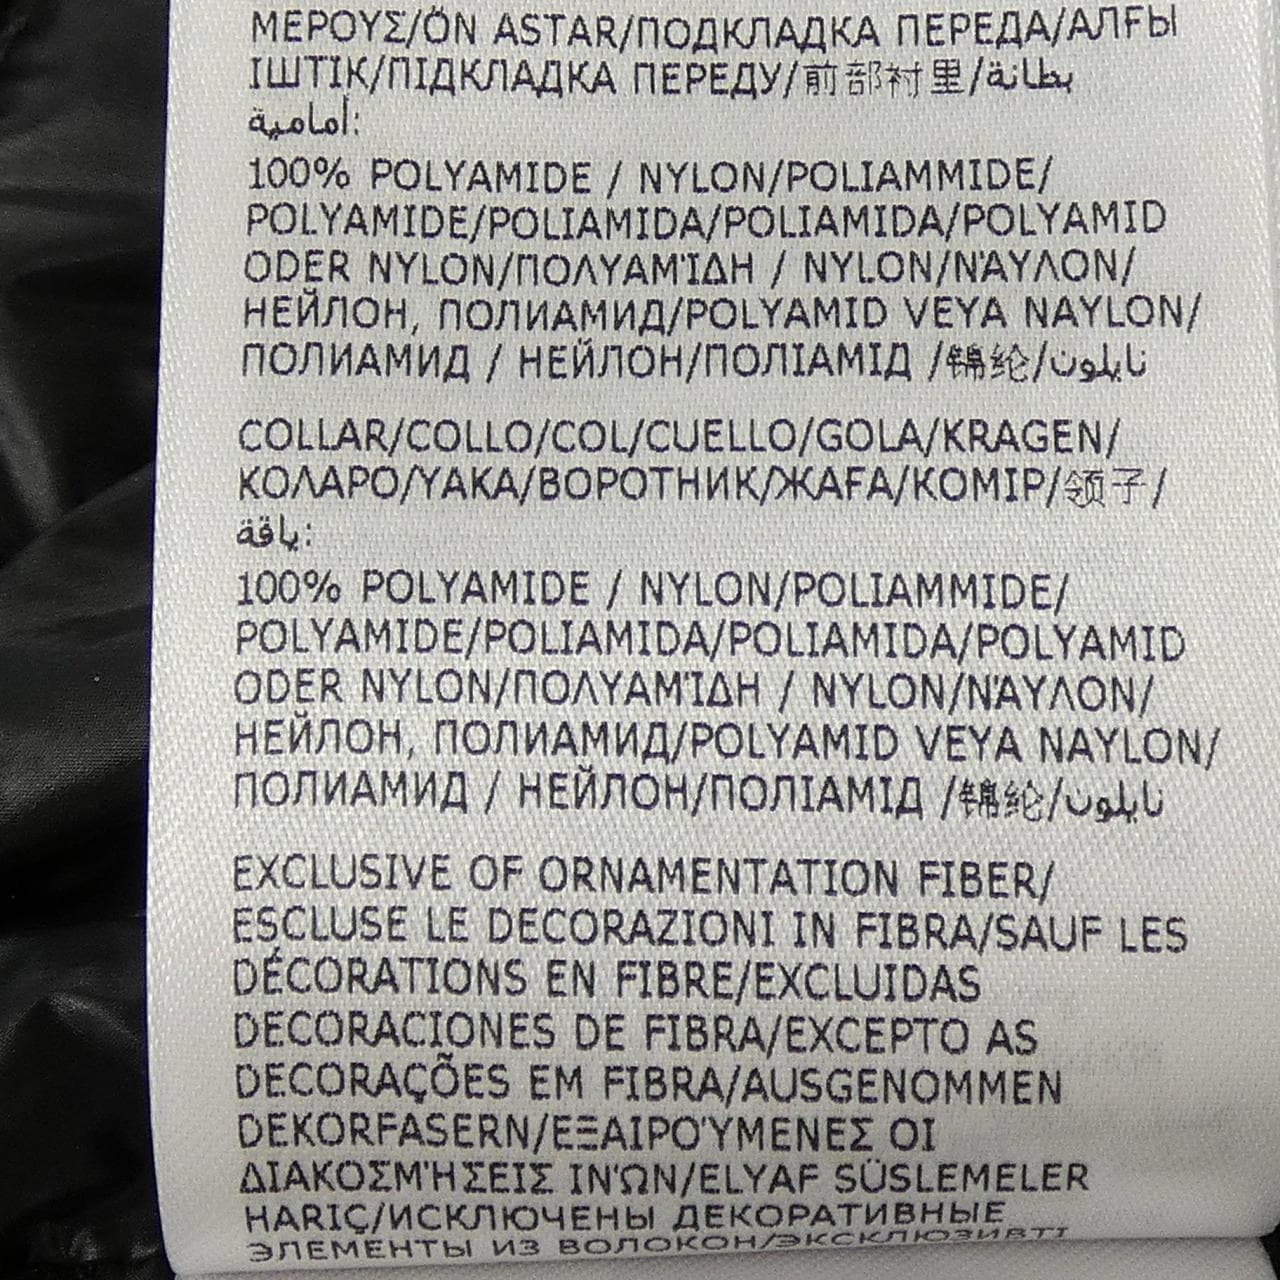 ΜΕΡΟΥΣ/ÖN ASTAR/ПОДКЛАДКА ПЕРЕДА/АЛҒЫ
ІШТІК/ПІДКЛАДКА ПЕРЕДУ/前部衬里/بطانة
أمامية:
100% POLYAMIDE / NYLON/POLIAMMIDE/
POLYAMIDE/POLIAMIDA/POLIAMIDA/POLYAMID
ODER NYLON/ΠΟΛΥΑΜΊΔΗ / NYLON/ΝΆΥΛΟΝ/
НЕЙЛОН, ПОЛИАМИД/POLYAMID VEYA NAYLON/
ПОЛИАМИД / НЕЙЛОН/ПОЛІАМІД /锦纶/نايلون
COLLAR/COLLO/COL/CUELLO/GOLA/KRAGEN/
ΚΟΛΑΡΟ/YAKA/ВОРОТНИК/ЖАҒА/КОМІР/领子/
ياقة:
100% POLYAMIDE / NYLON/POLIAMMIDE/
POLYAMIDE/POLIAMIDA/POLIAMIDA/POLYAMID
ODER NYLON/ΠΟΛΥΑΜΊΔΗ / NYLON/ΝΆΥΛΟΝ/
НЕЙЛОН, ПОЛИАМИД/POLYAMID VEYA NAYLON/
ПОЛИАМИД / НЕЙЛОН/ПОЛІАМІД /锦纶/نايلون
EXCLUSIVE OF ORNAMENTATION FIBER/
ESCLUSE LE DECORAZIONI IN FIBRA/SAUF LES
DÉCORATIONS EN FIBRE/EXCLUIDAS
DECORACIONES DE FIBRA/EXCEPTO AS
DECORAÇÕES EM FIBRA/AUSGENOMMEN
DEKORFASERN/ΕΞΑΙΡΟΎΜΕΝΕΣ ΟΙ
ΔΙΑΚΟΣΜΉΣΕΙΣ ΙΝΏΝ/ELYAF SÜSLEMELER
HARIÇ/ИСКЛЮЧЕНЫ ДЕКОРАТИВНЫЕ
ЭЛЕМЕНТЫ ИЗ ВОЛОКОН/ЭКСКЛЮЗИВТІ